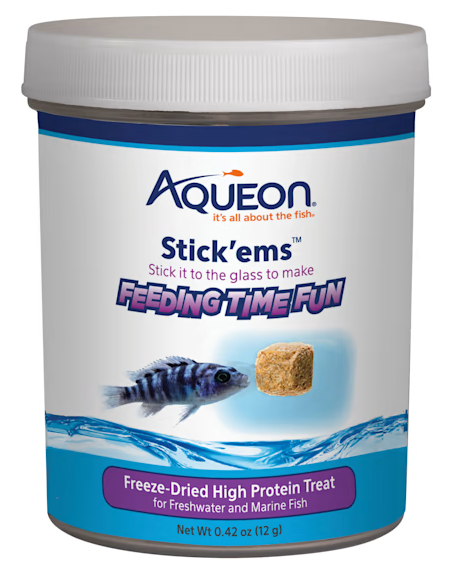 AQUEON®
it's all about the fish®
Stick'ems™
Stick it to the glass to make
FEEDING TIME FUN
Freeze-Dried High Protein Treat
for Freshwater and Marine Fish
Net Wt 0.42 oz (12 g)